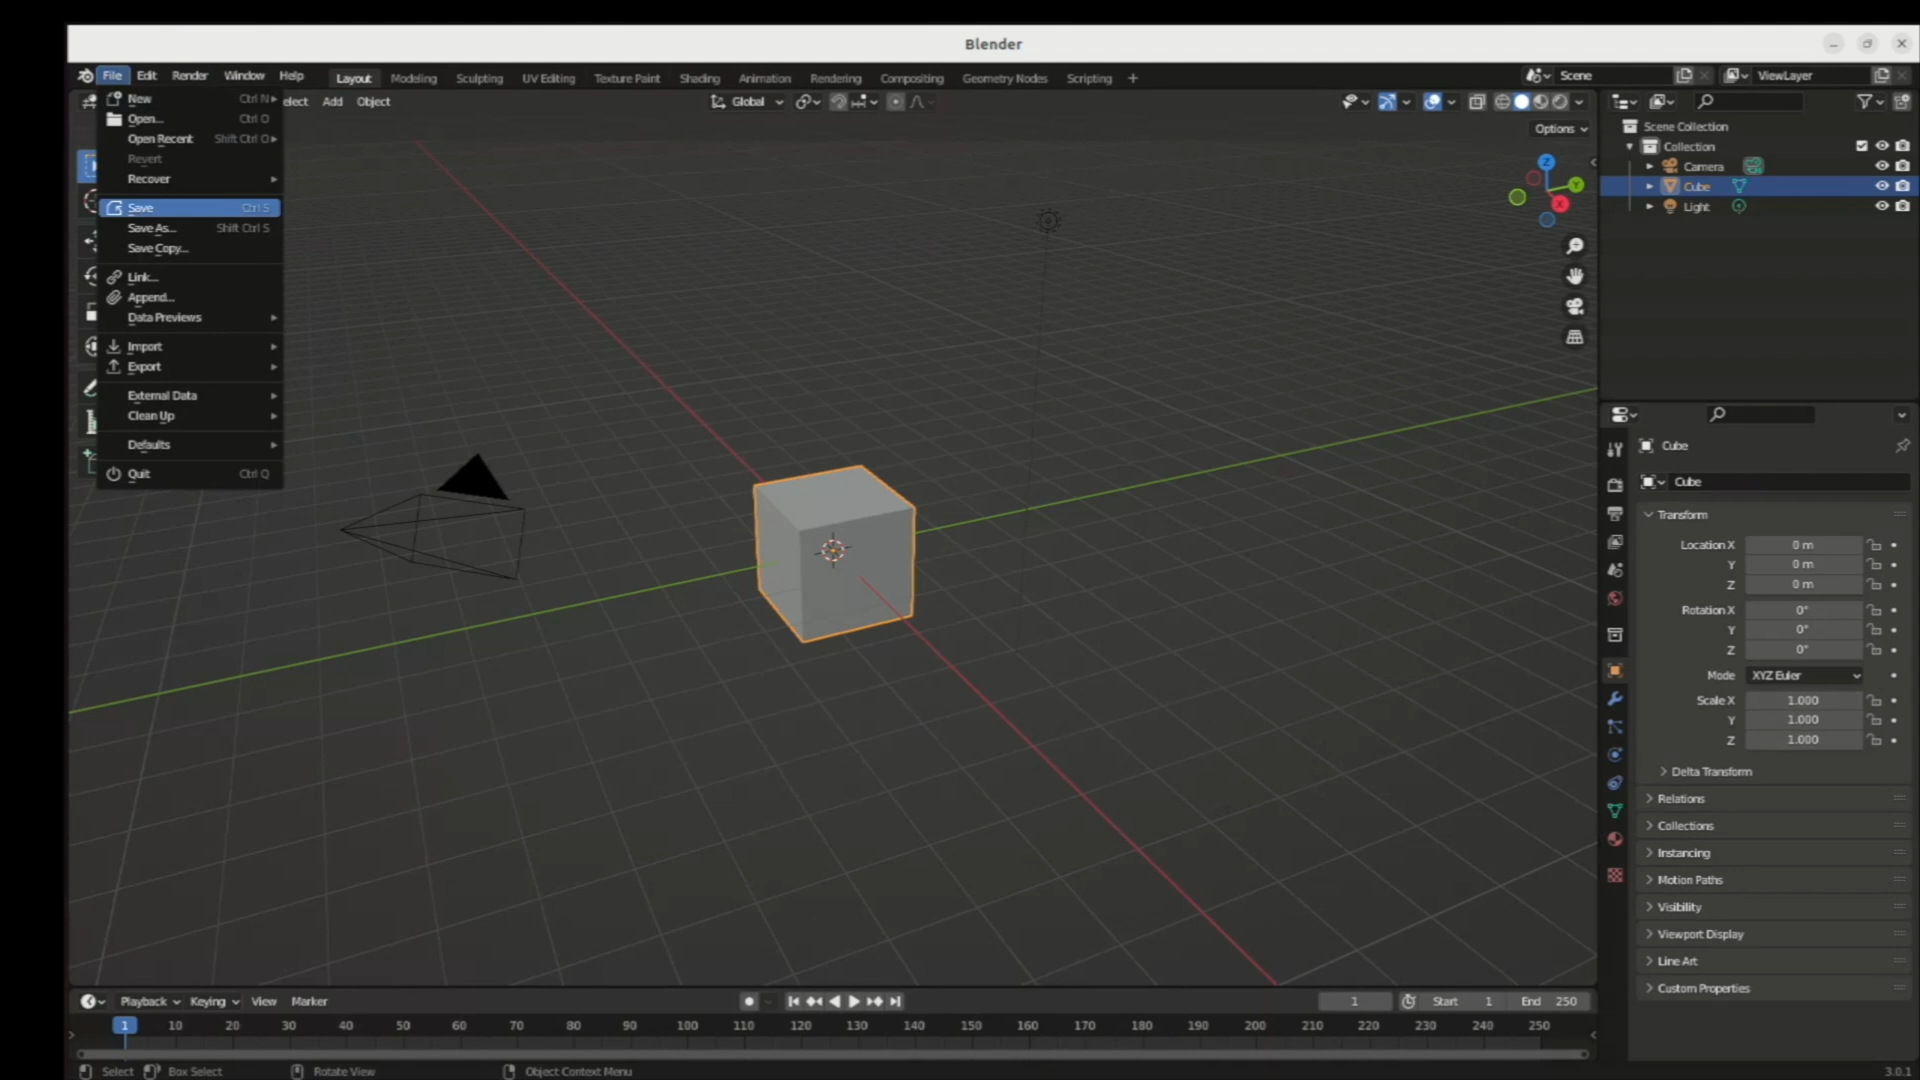 Blender
File Edit Render Window Help Layout Modeling Sculpting UV Editing Texture Paint Shading Animation Rendering Compositing Geometry Nodes Scripting + Scene ViewLayer
elect Add Object Global
Options
New Ctrl N
Open... Ctrl O
Open Recent Shift Ctrl O
Revert
Recover
Save Ctrl S
Save As... Shift Ctrl S
Save Copy...
Link...
Append...
Data Previews
Import
Export
External Data
Clean Up
Defaults
Quit Ctrl Q
Z
Y
X
Scene Collection
Collection
Camera
Cube
Light
Cube
Cube
Transform
Location X 0 m
Y 0 m
Z 0 m
Rotation X 0°
Y 0°
Z 0°
Mode XYZ Euler
Scale X 1.000
Y 1.000
Z 1.000
Delta Transform
Relations
Collections
Instancing
Motion Paths
Visibility
Viewport Display
Line Art
Custom Properties
Playback Keying View Marker 1 Start 1 End 250
1 10 20 30 40 50 60 70 80 90 100 110 120 130 140 150 160 170 180 190 200 210 220 230 240 250
Select Box Select Rotate View Object Context Menu 3.0.1